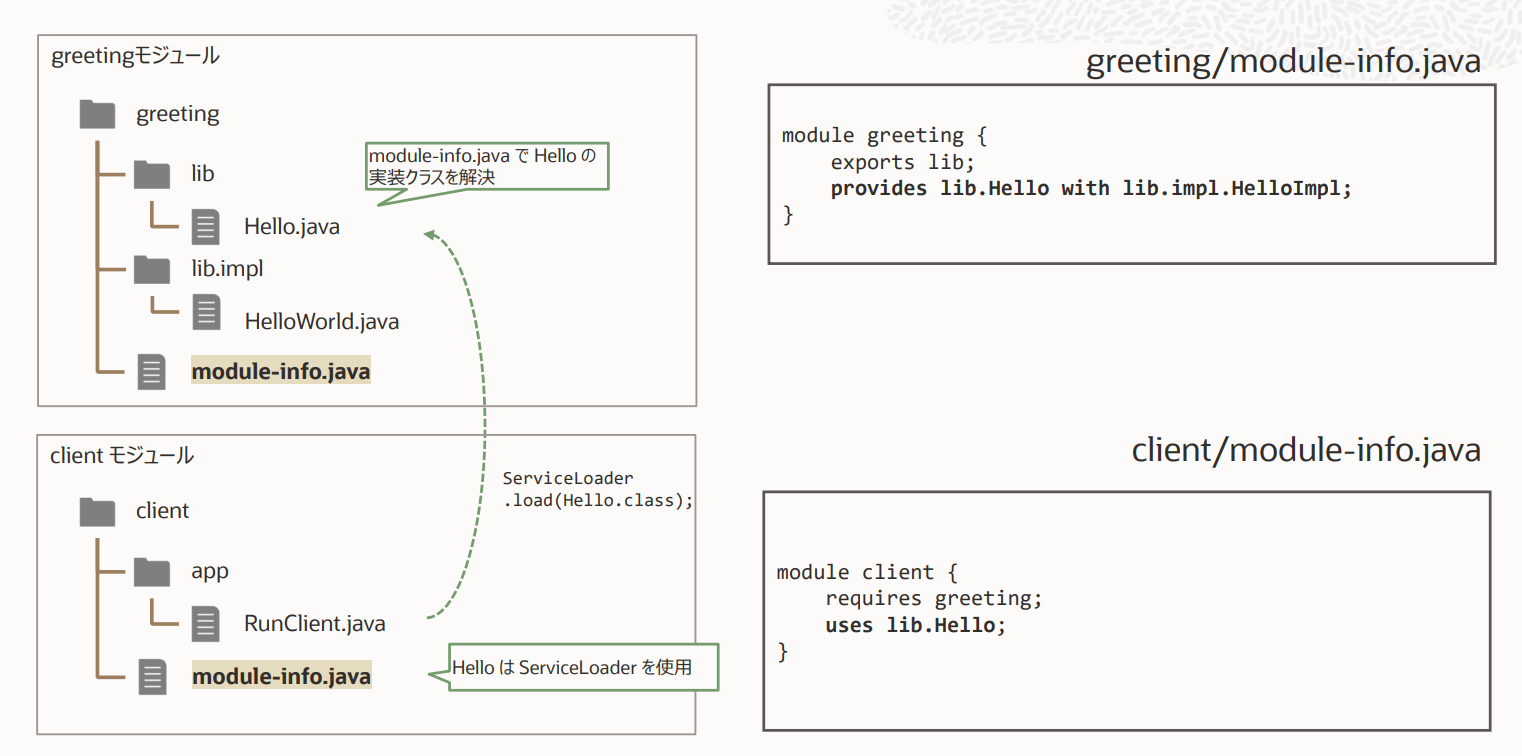 greetingモジュール
greeting
lib
module-info.java で Hello の
実装クラスを解決
Hello.java
lib.impl
HelloWorld.java
module-info.java
greeting/module-info.java
module greeting {
exports lib;
provides lib.Hello with lib.impl.HelloImpl;
}
client モジュール
client
ServiceLoader
.load(Hello.class);
app
RunClient.java
module-info.java
Hello は ServiceLoader を使用
client/module-info.java
module client {
requires greeting;
uses lib.Hello;
}